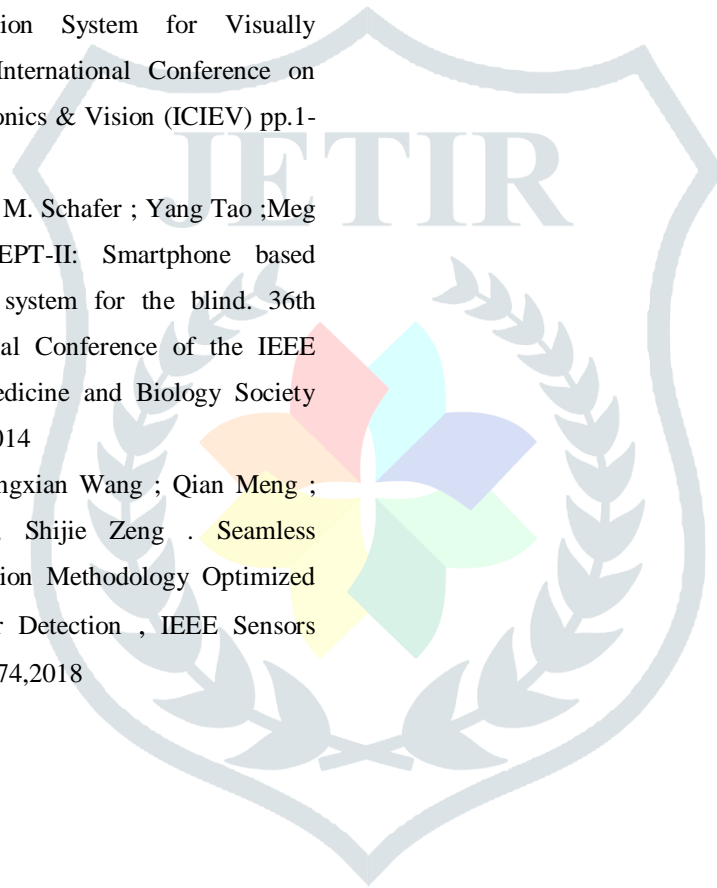 ion System for Visually
International Conference on
onics & Vision (ICIEV) pp.1-
M. Schafer ; Yang Tao ;Meg
EPT-II: Smartphone based
system for the blind. 36th
al Conference of the IEEE
edicine and Biology Society
014
ngxian Wang ; Qian Meng ;
Shijie Zeng . Seamless
ion Methodology Optimized
r Detection , IEEE Sensors
74,2018
JETIR